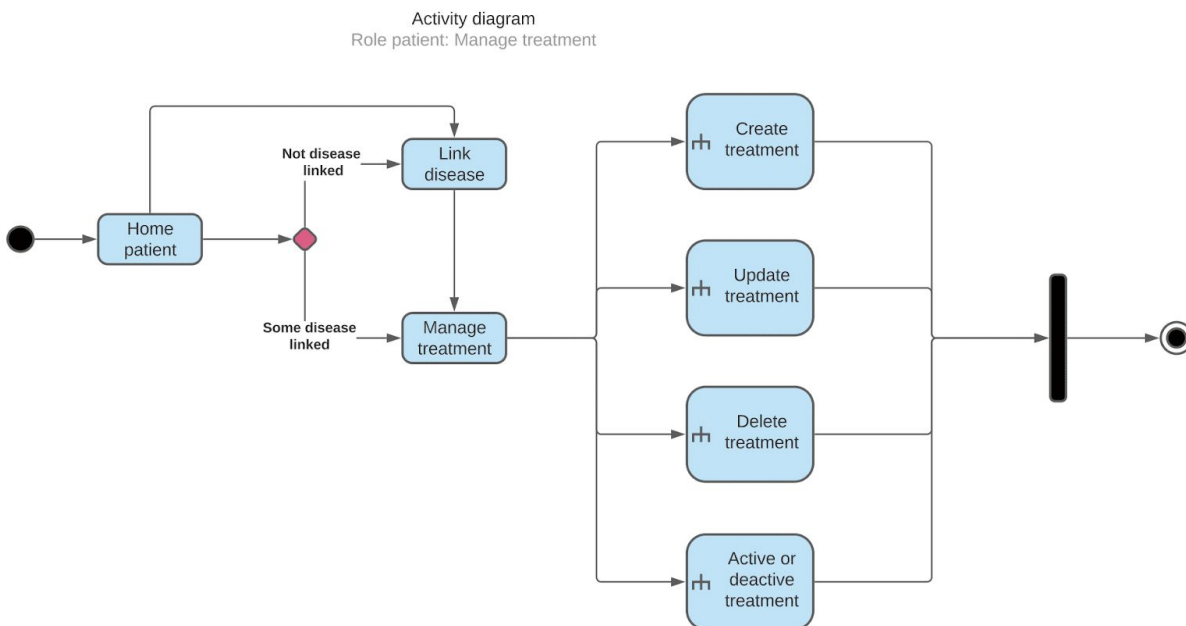 Activity diagram
Role patient: Manage treatment
Create
treatment
Link
disease
Not disease
linked
Home
patient
Update
treatment
Some disease
linked
Manage
treatment
Delete
treatment
Active or
deactive
treatment